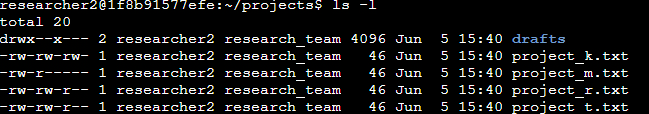 researcher2@1f8b91577efe:~/projects$ ls -l
total 20
drwx--x--- 2 researcher2 research_team 4096 Jun  5 15:40 drafts
-rw-rw-rw- 1 researcher2 research_team   46 Jun  5 15:40 project_k.txt
-rw-r----- 1 researcher2 research_team   46 Jun  5 15:40 project_m.txt
-rw-rw-r-- 1 researcher2 research_team   46 Jun  5 15:40 project_r.txt
-rw-rw-r-- 1 researcher2 research_team   46 Jun  5 15:40 project_t.txt